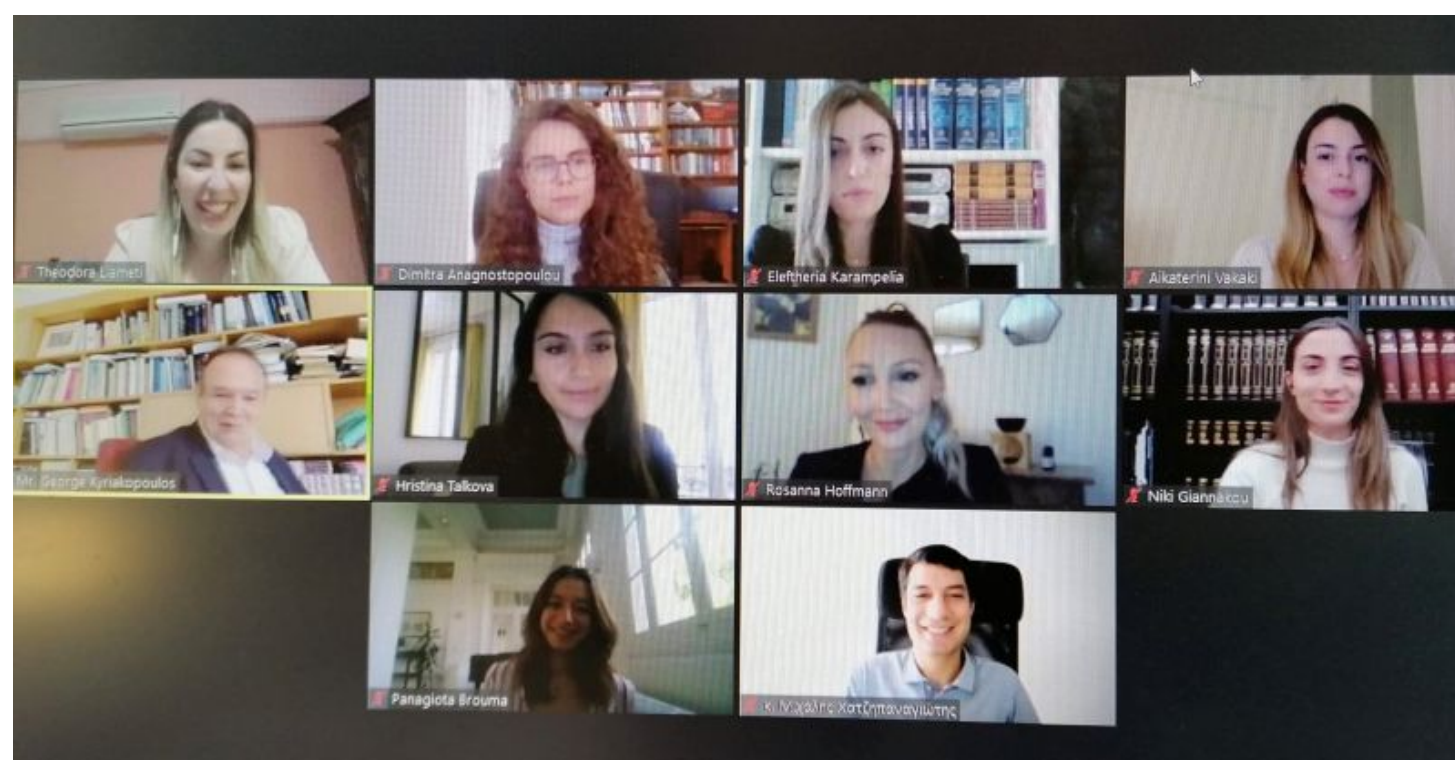 Theodora Liameti
Dimitra Anagnostopoulou
Eleftheria Karampelia
Aikaterini Vakaki
Mr. George Kyriakopoulos
Hristina Talkova
Rosanna Hoffmann
Niki Giannakou
Panagiota Brouma
κ. Μιχάλης Χατζηπαναγιώτης